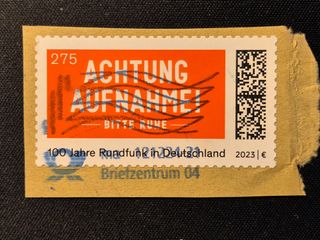 275
ACHTUNG
AUFNAHME!
BITTE RUHE
100 Jahre Rundfunk in Deutschland 2023 | €
Briefzentrum 04